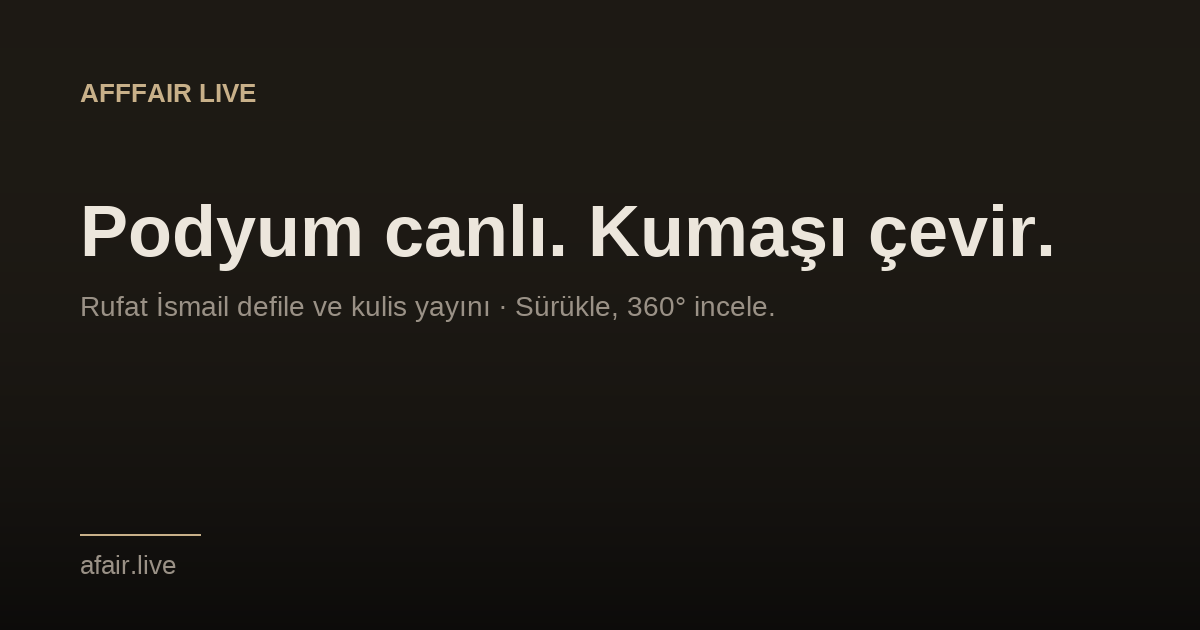 AFFFAIR LIVE
Podyum canlı. Kumaşı çevir.
Rufat İsmail defile ve kulis yayını · Sürükle, 360° incele.
afair.live